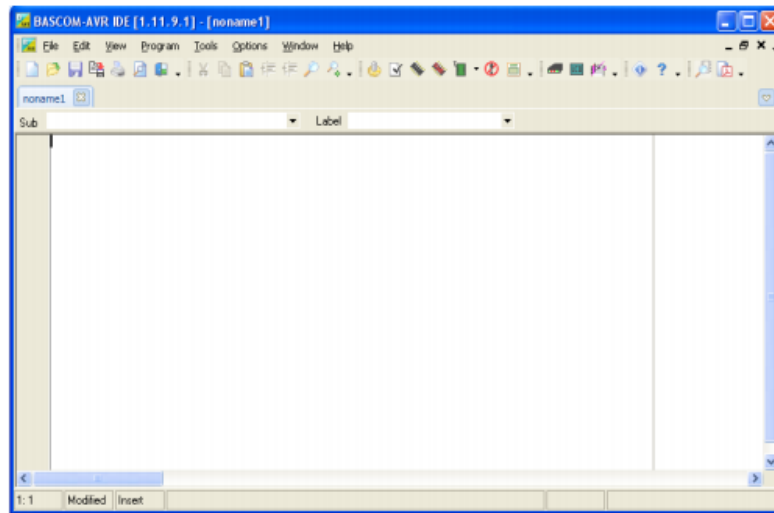 BASCOM-AVR IDE [1.11.9.1] - [noname1]
File Edit View Program Tools Options Window Help
noname1
Sub Label
1: 1 Modified Insert